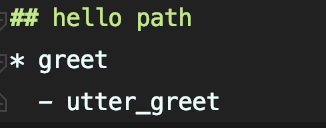 ## hello path
* greet
- utter_greet